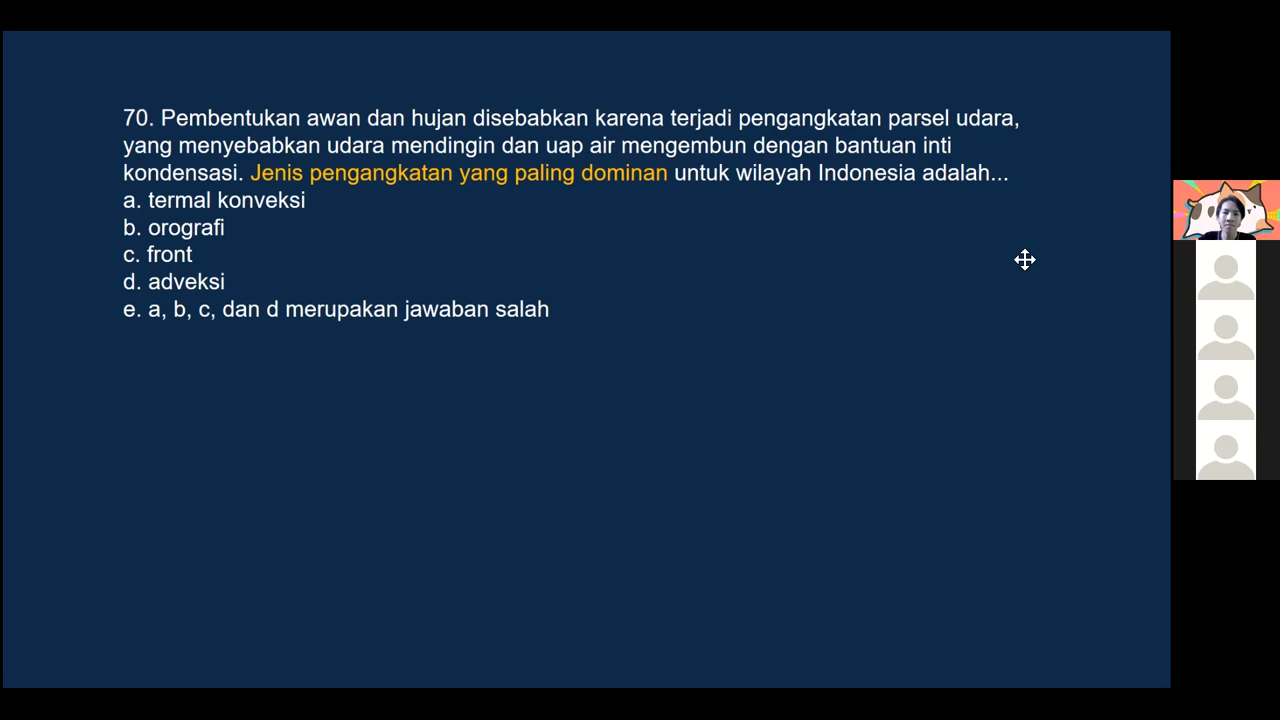 70. Pembentukan awan dan hujan disebabkan karena terjadi pengangkatan parsel udara,
yang menyebabkan udara mendingin dan uap air mengembun dengan bantuan inti
kondensasi. Jenis pengangkatan yang paling dominan untuk wilayah Indonesia adalah...
a. termal konveksi
b. orografi
c. front
d. adveksi
e. a, b, c, dan d merupakan jawaban salah